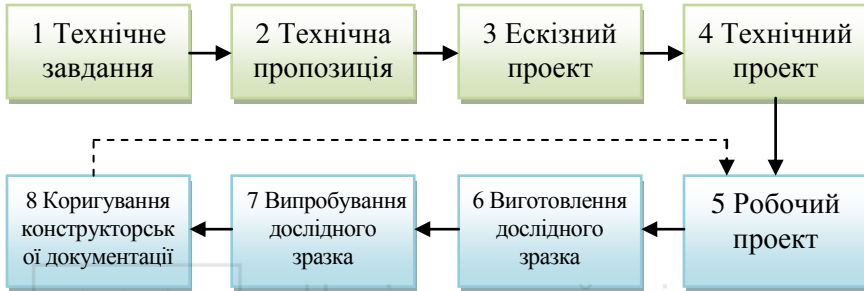 1 Технічне
завдання
2 Технічна
пропозиція
3 Ескізний
проект
4 Технічний
проект
8 Коригування
конструкторськ
ої документації
7 Випробування
дослідного
зразка
6 Виготовлення
дослідного
зразка
5 Робочий
проект